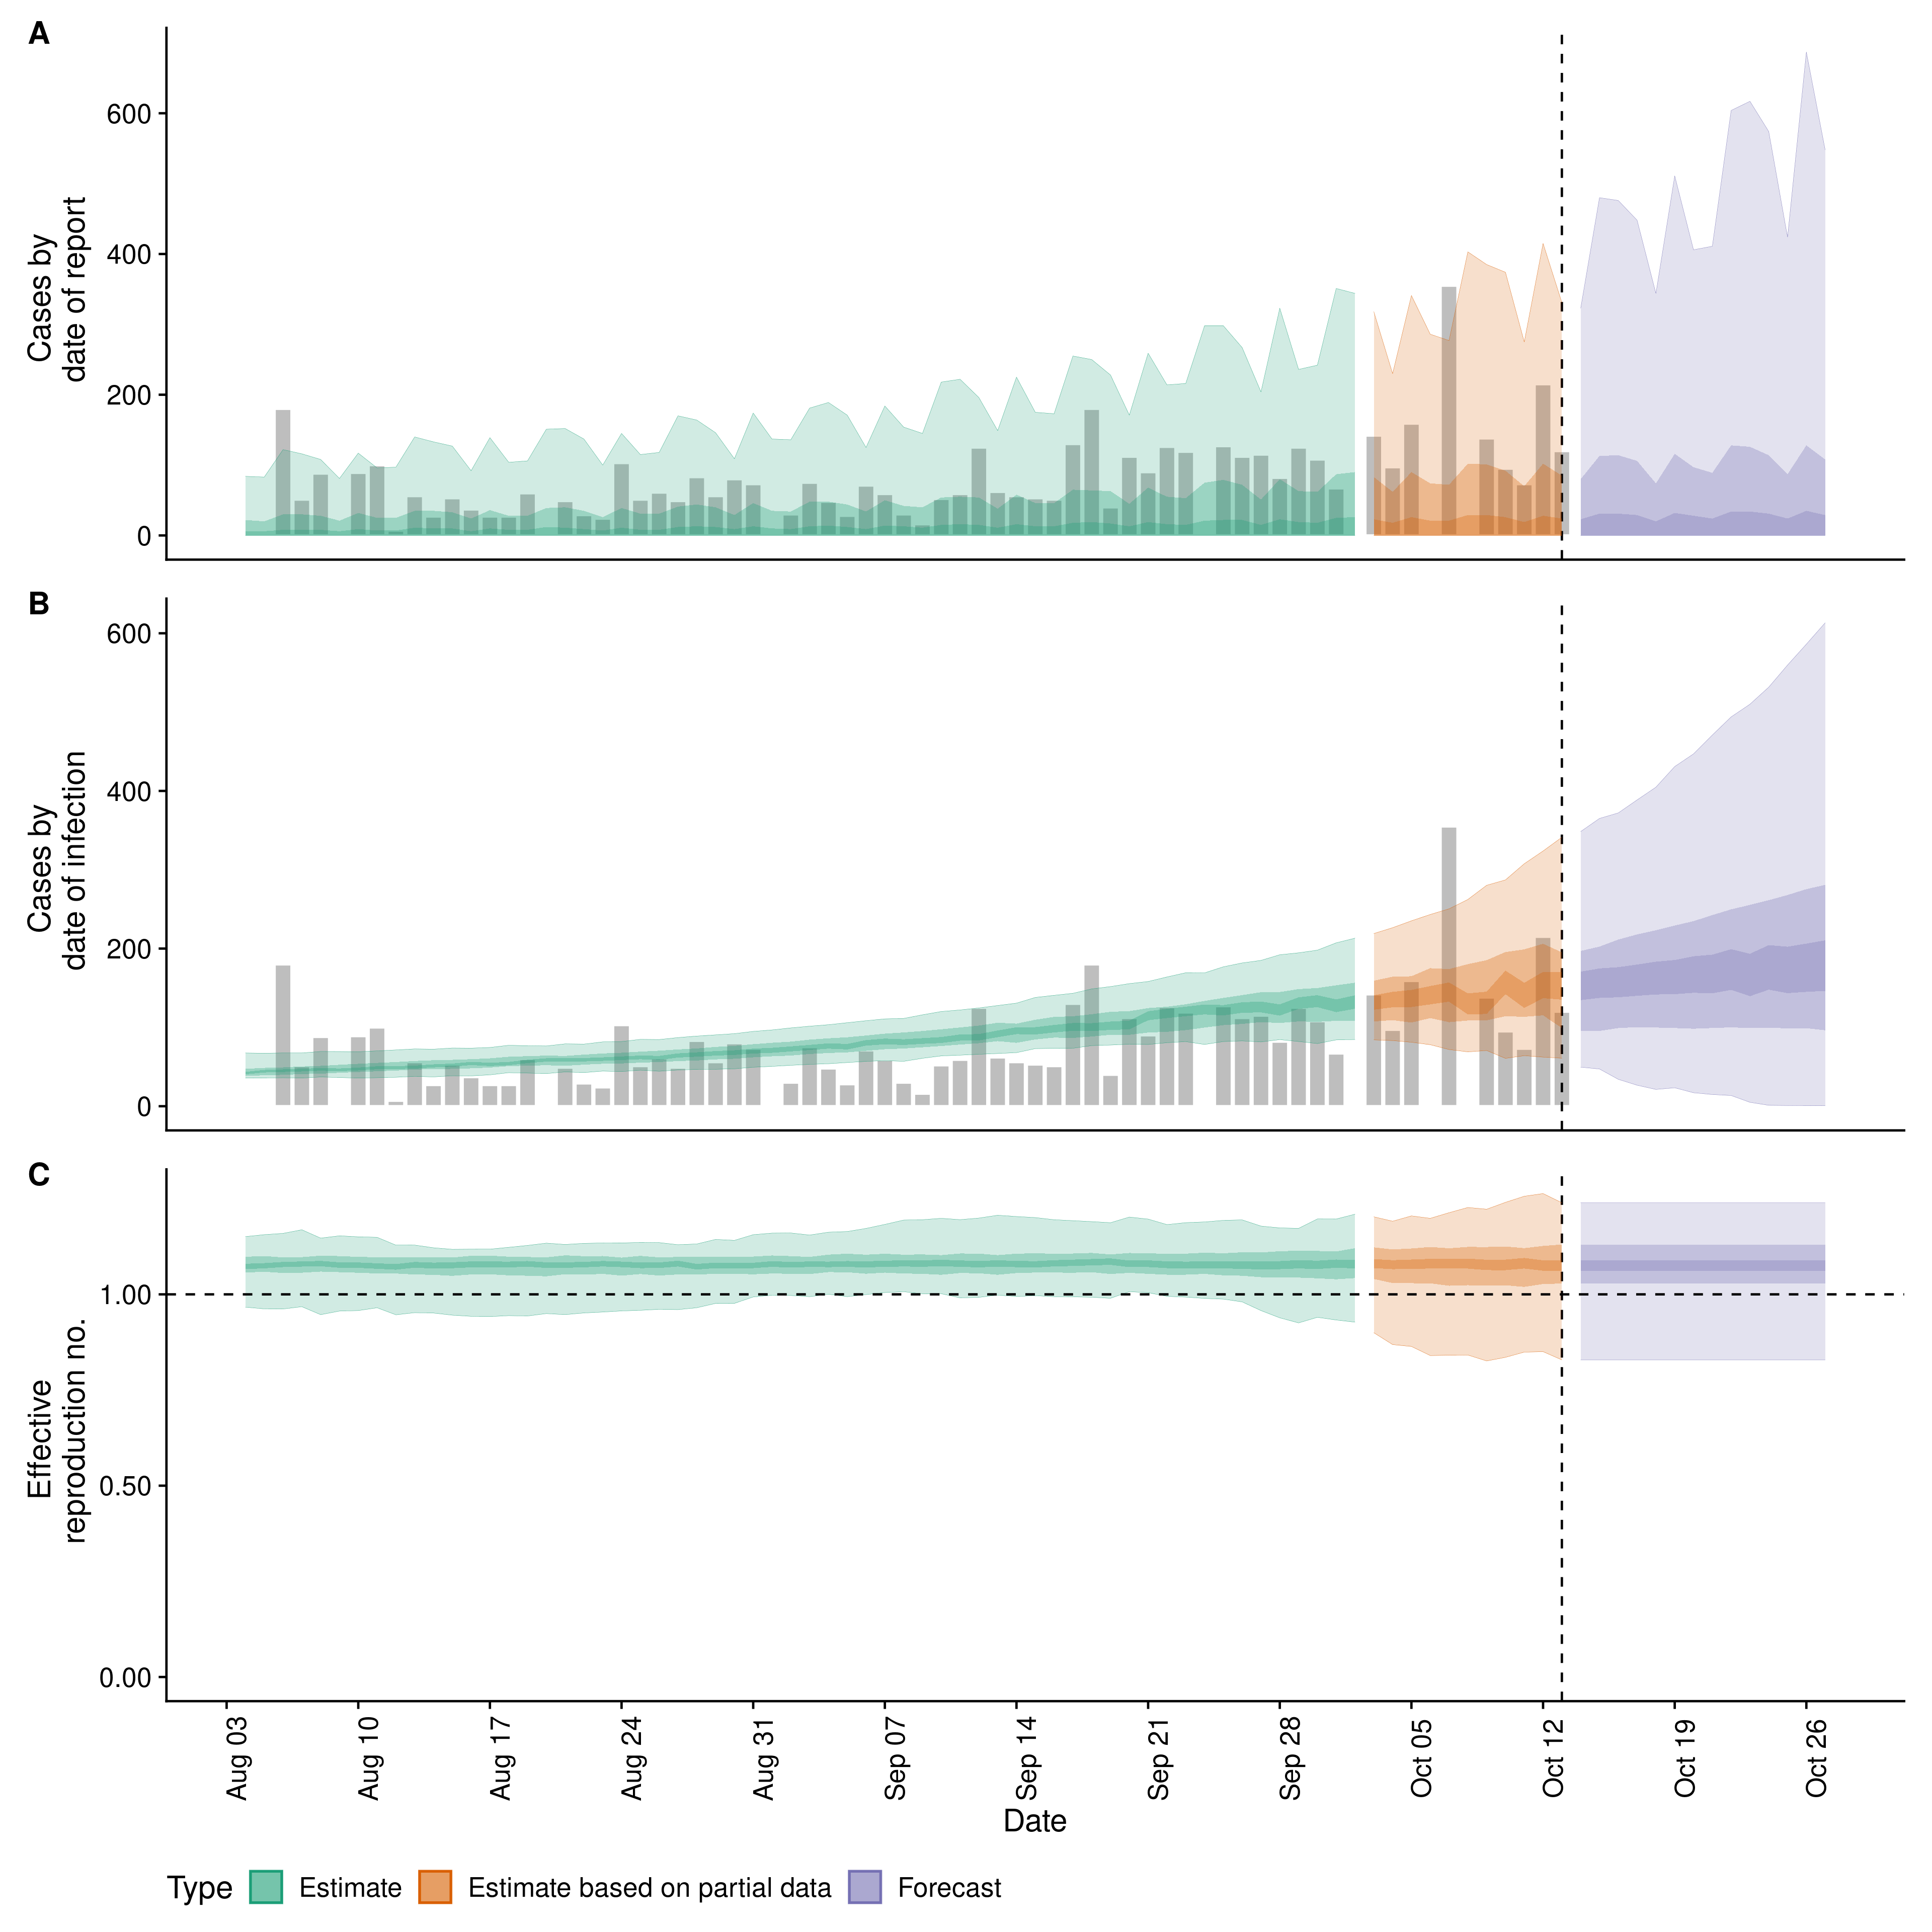 A
Cases by
date of report
600
400
200
0
B
Cases by
date of infection
600
400
200
0
C
Effective
reproduction no.
1.00
0.50
0.00
Aug 03
Aug 10
Aug 17
Aug 24
Aug 31
Sep 07
Sep 14
Sep 21
Sep 28
Oct 05
Oct 12
Oct 19
Oct 26
Date
Type Estimate Estimate based on partial data Forecast